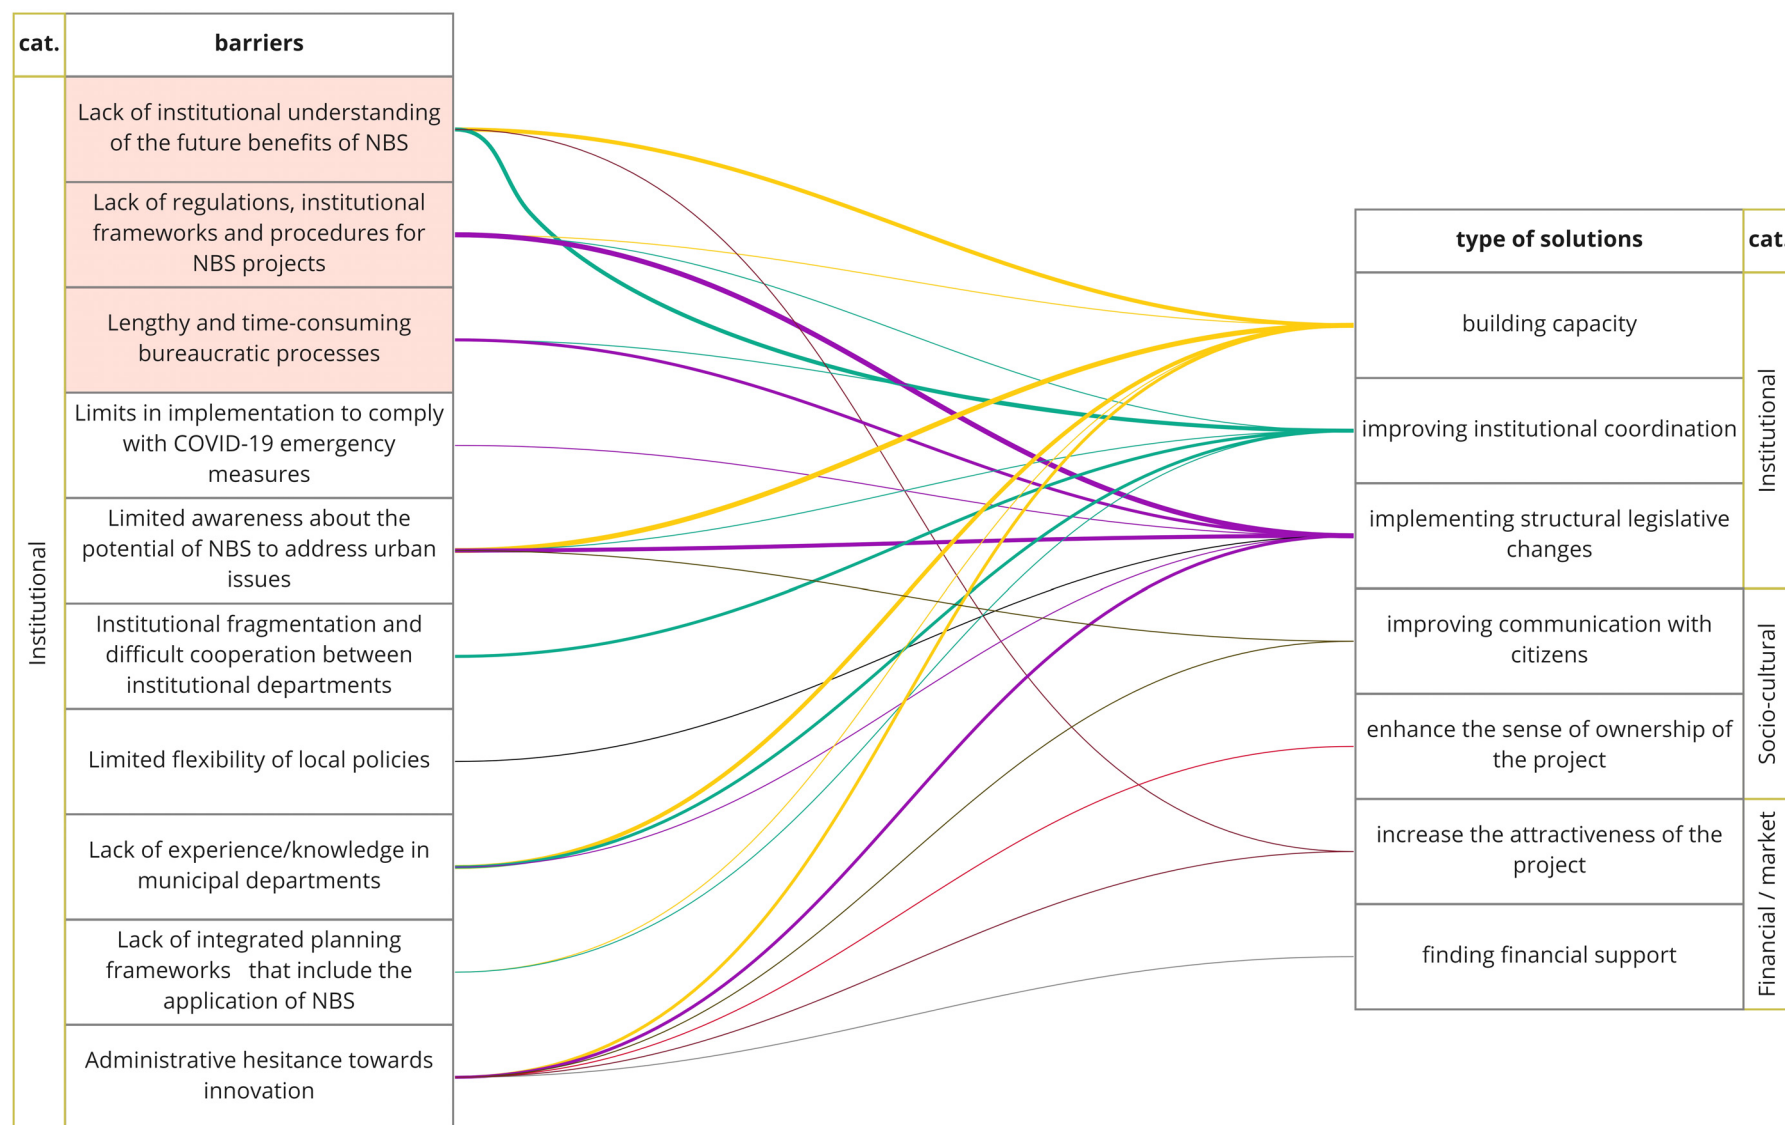 cat.
barriers
Institutional
Lack of institutional understanding
of the future benefits of NBS
Lack of regulations, institutional
frameworks and procedures for
NBS projects
Lengthy and time-consuming
bureaucratic processes
Limits in implementation to comply
with COVID-19 emergency
measures
Limited awareness about the
potential of NBS to address urban
issues
Institutional fragmentation and
difficult cooperation between
institutional departments
Limited flexibility of local policies
Lack of experience/knowledge in
municipal departments
Lack of integrated planning
frameworks   that include the
application of NBS
Administrative hesitance towards
innovation
type of solutions
cat.
building capacity
improving institutional coordination
implementing structural legislative
changes
Institutional
improving communication with
citizens
enhance the sense of ownership of
the project
Socio-cultural
increase the attractiveness of the
project
finding financial support
Financial / market